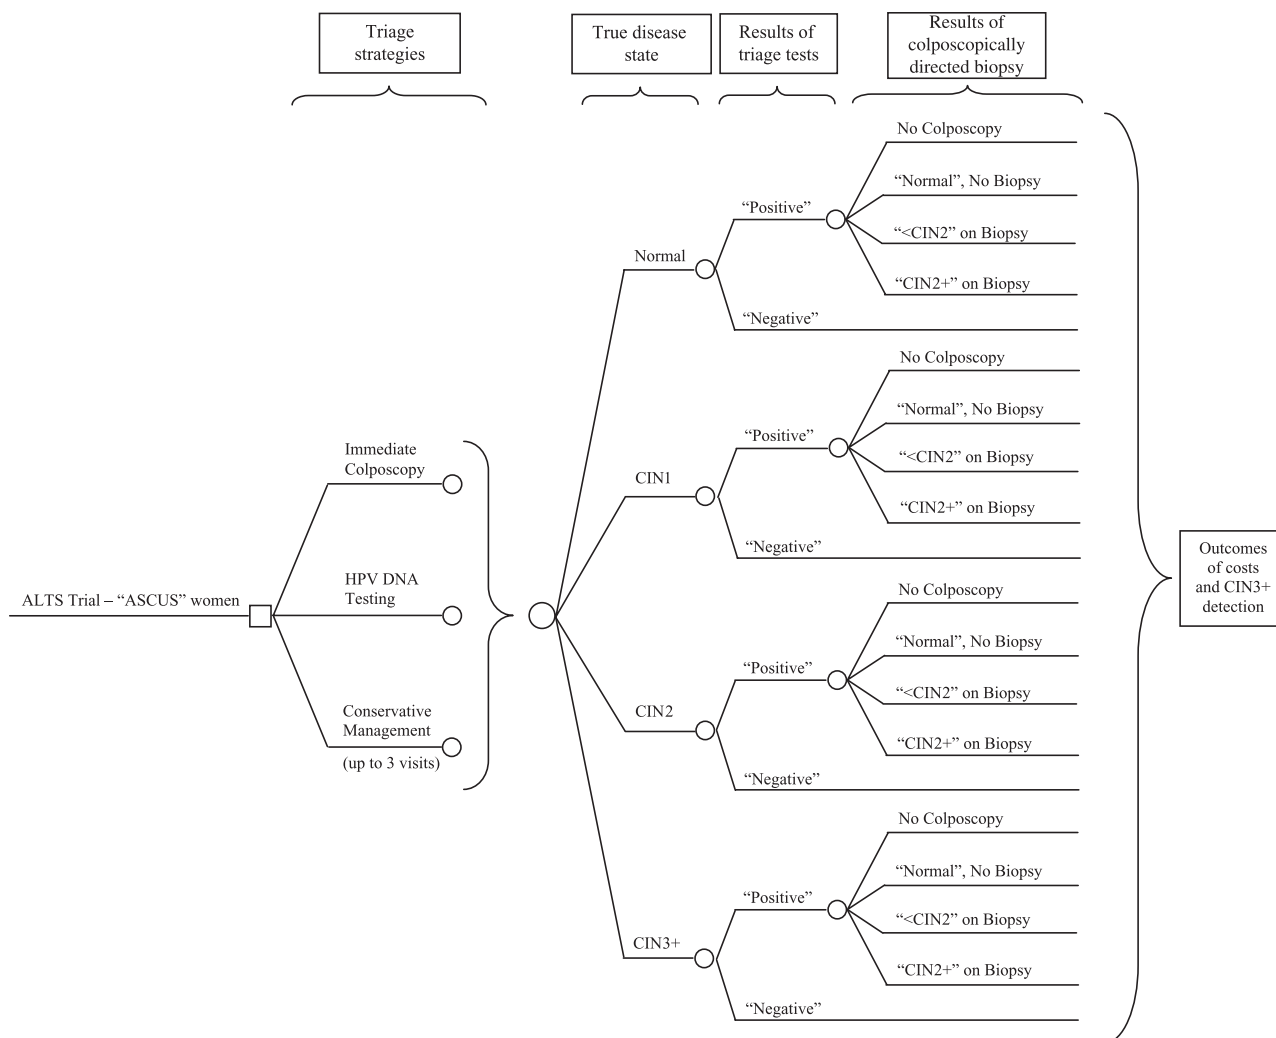 Triage
strategies
True disease
state
Results of
triage tests
Results of
colposcopically
directed biopsy
ALTS Trial – “ASCUS” women
Immediate
Colposcopy
HPV DNA
Testing
Conservative
Management
(up to 3 visits)
Normal
“Positive”
No Colposcopy
“Normal”, No Biopsy
“<CIN2” on Biopsy
“CIN2+” on Biopsy
“Negative”
CIN1
“Positive”
No Colposcopy
“Normal”, No Biopsy
“<CIN2” on Biopsy
“CIN2+” on Biopsy
“Negative”
CIN2
“Positive”
No Colposcopy
“Normal”, No Biopsy
“<CIN2” on Biopsy
“CIN2+” on Biopsy
“Negative”
CIN3+
“Positive”
No Colposcopy
“Normal”, No Biopsy
“<CIN2” on Biopsy
“CIN2+” on Biopsy
“Negative”
Outcomes
of costs
and CIN3+
detection